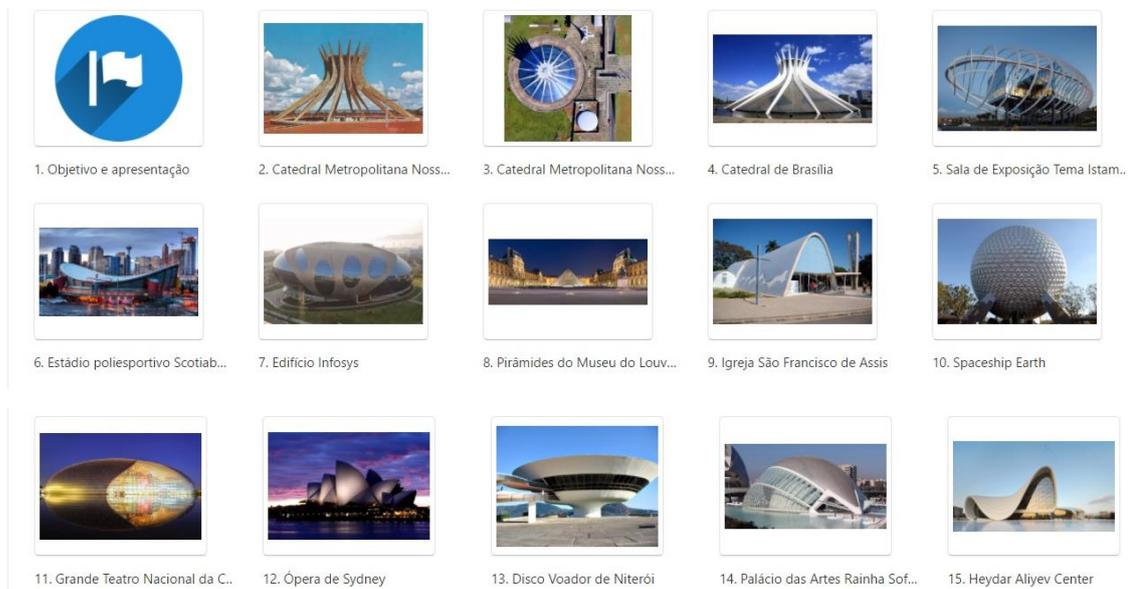 1. Objetivo e apresentação
2. Catedral Metropolitana Noss...
3. Catedral Metropolitana Noss...
4. Catedral de Brasília
5. Sala de Exposição Tema Istam..
6. Estádio poliesportivo Scotiab...
7. Edifício Infosys
8. Pirâmides do Museu do Louv...
9. Igreja São Francisco de Assis
10. Spaceship Earth
11. Grande Teatro Nacional da C..
12. Ópera de Sydney
13. Disco Voador de Niterói
14. Palácio das Artes Rainha Sof...
15. Heydar Aliyev Center